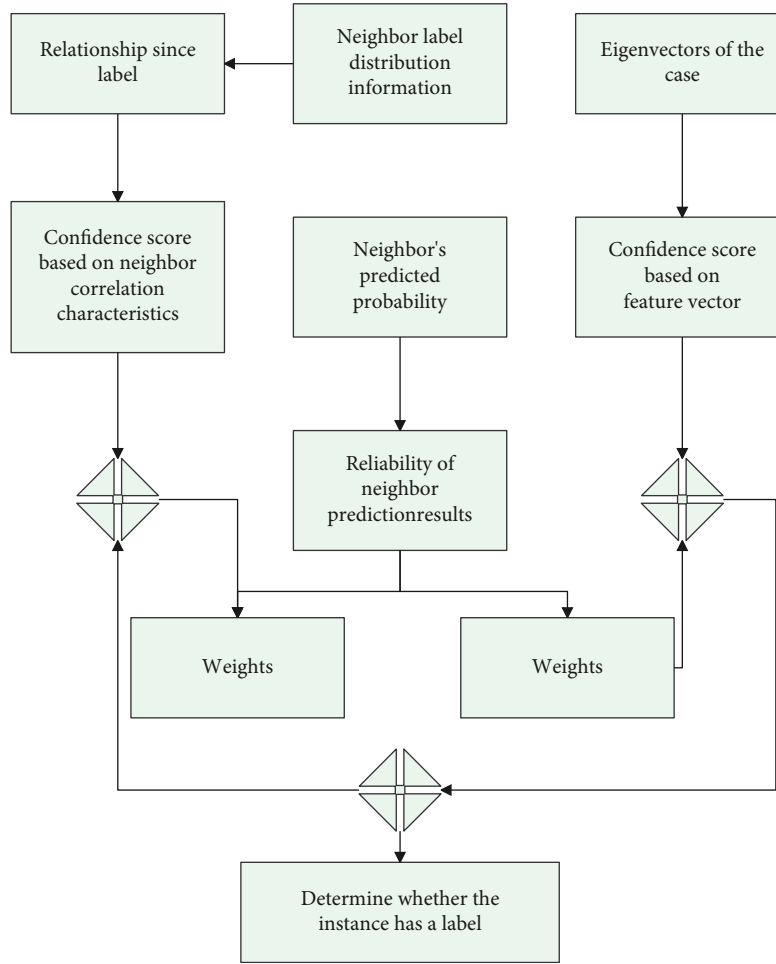 Relationship since
label
Neighbor label
distribution
information
Eigenvectors of the
case
Confidence score
based on neighbor
correlation
characteristics
Neighbor's
predicted
probability
Confidence score
based on
feature vector
Reliability of
neighbor
predictionresults
Weights
Weights
Determine whether the
instance has a label